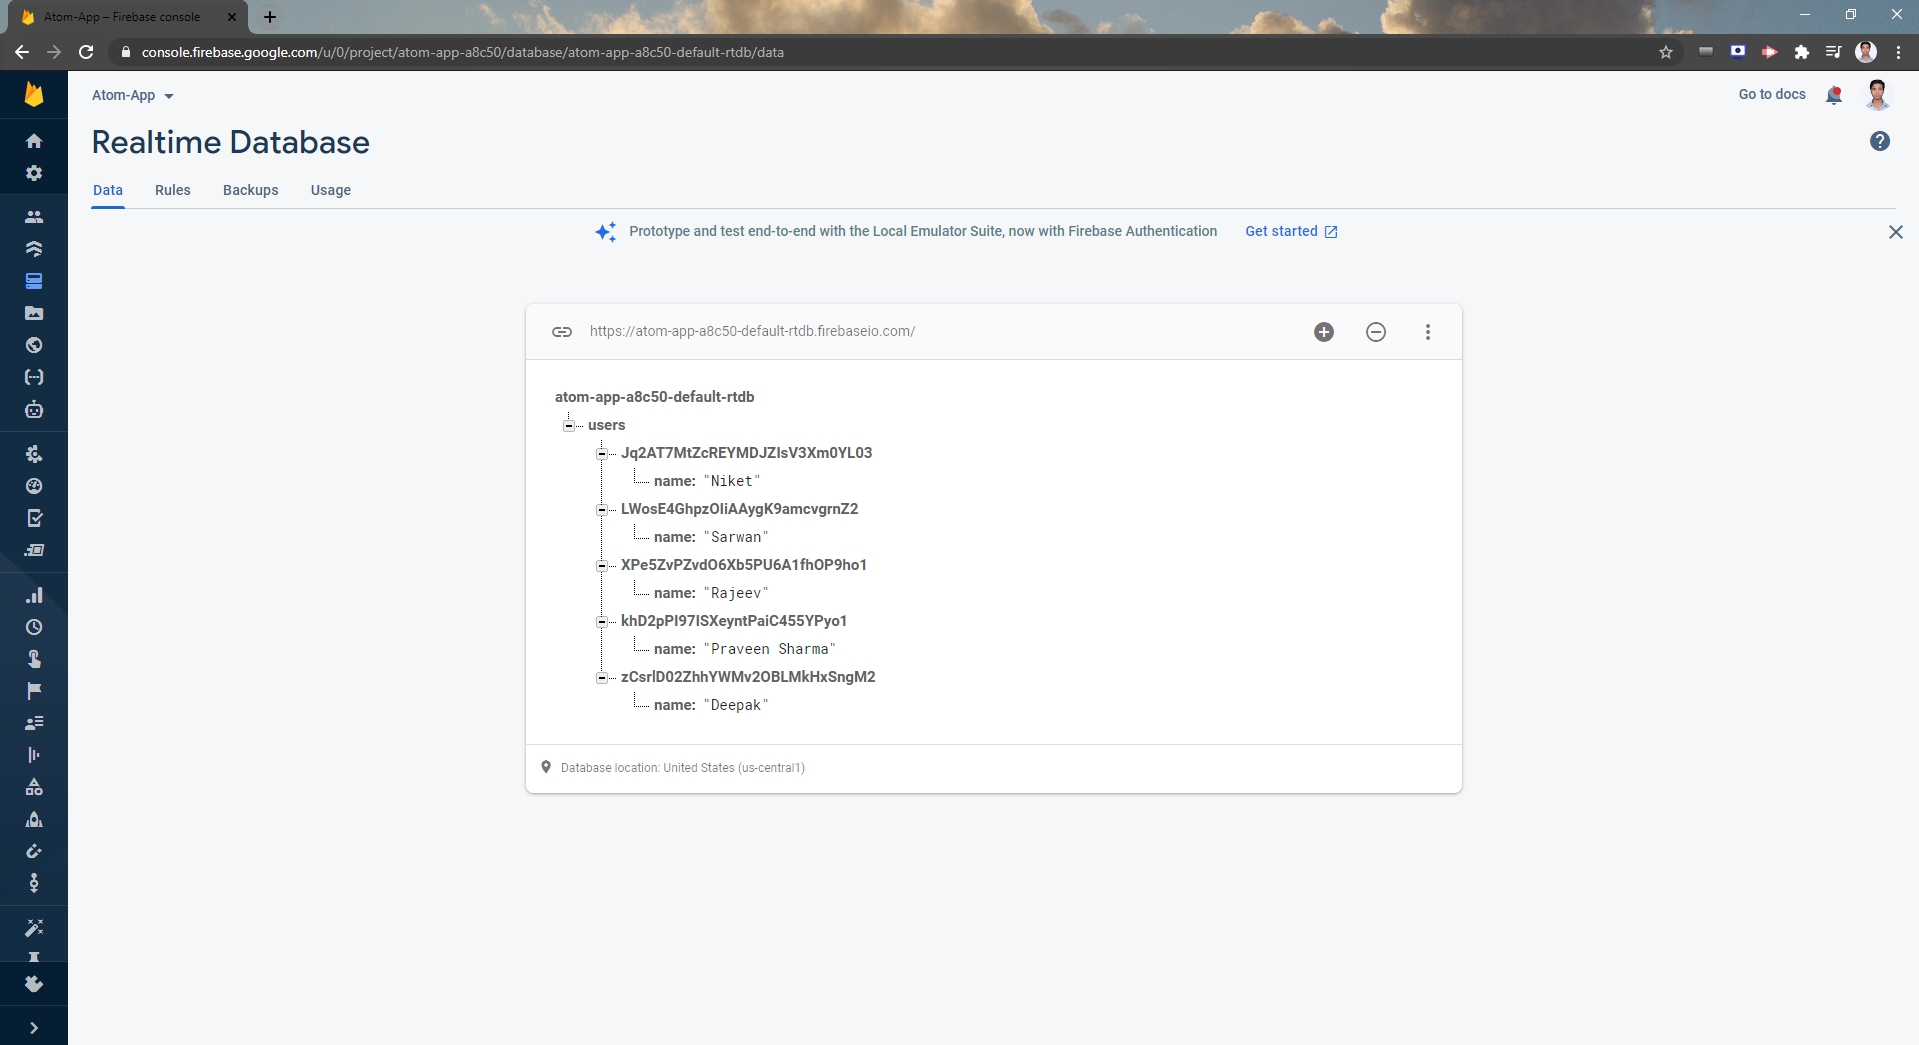 Atom-App – Firebase console
console.firebase.google.com/u/0/project/atom-app-a8c50/database/atom-app-a8c50-default-rtdb/data
Atom-App
Go to docs
Realtime Database
Data Rules Backups Usage
Prototype and test end-to-end with the Local Emulator Suite, now with Firebase Authentication Get started
https://atom-app-a8c50-default-rtdb.firebaseio.com/
atom-app-a8c50-default-rtdb
users
Jq2AT7MtZcREYMDJZIsV3Xm0YL03
name: "Niket"
LWosE4GhpzOliAAygK9amcvgrnZ2
name: "Sarwan"
XPe5ZvPZvdO6Xb5PU6A1fhOP9ho1
name: "Rajeev"
khD2pPI97ISXeyntPaiC455YPyo1
name: "Praveen Sharma"
zCsrlD02ZhhYWMv2OBLMkHxSngM2
name: "Deepak"
Database location: United States (us-central1)